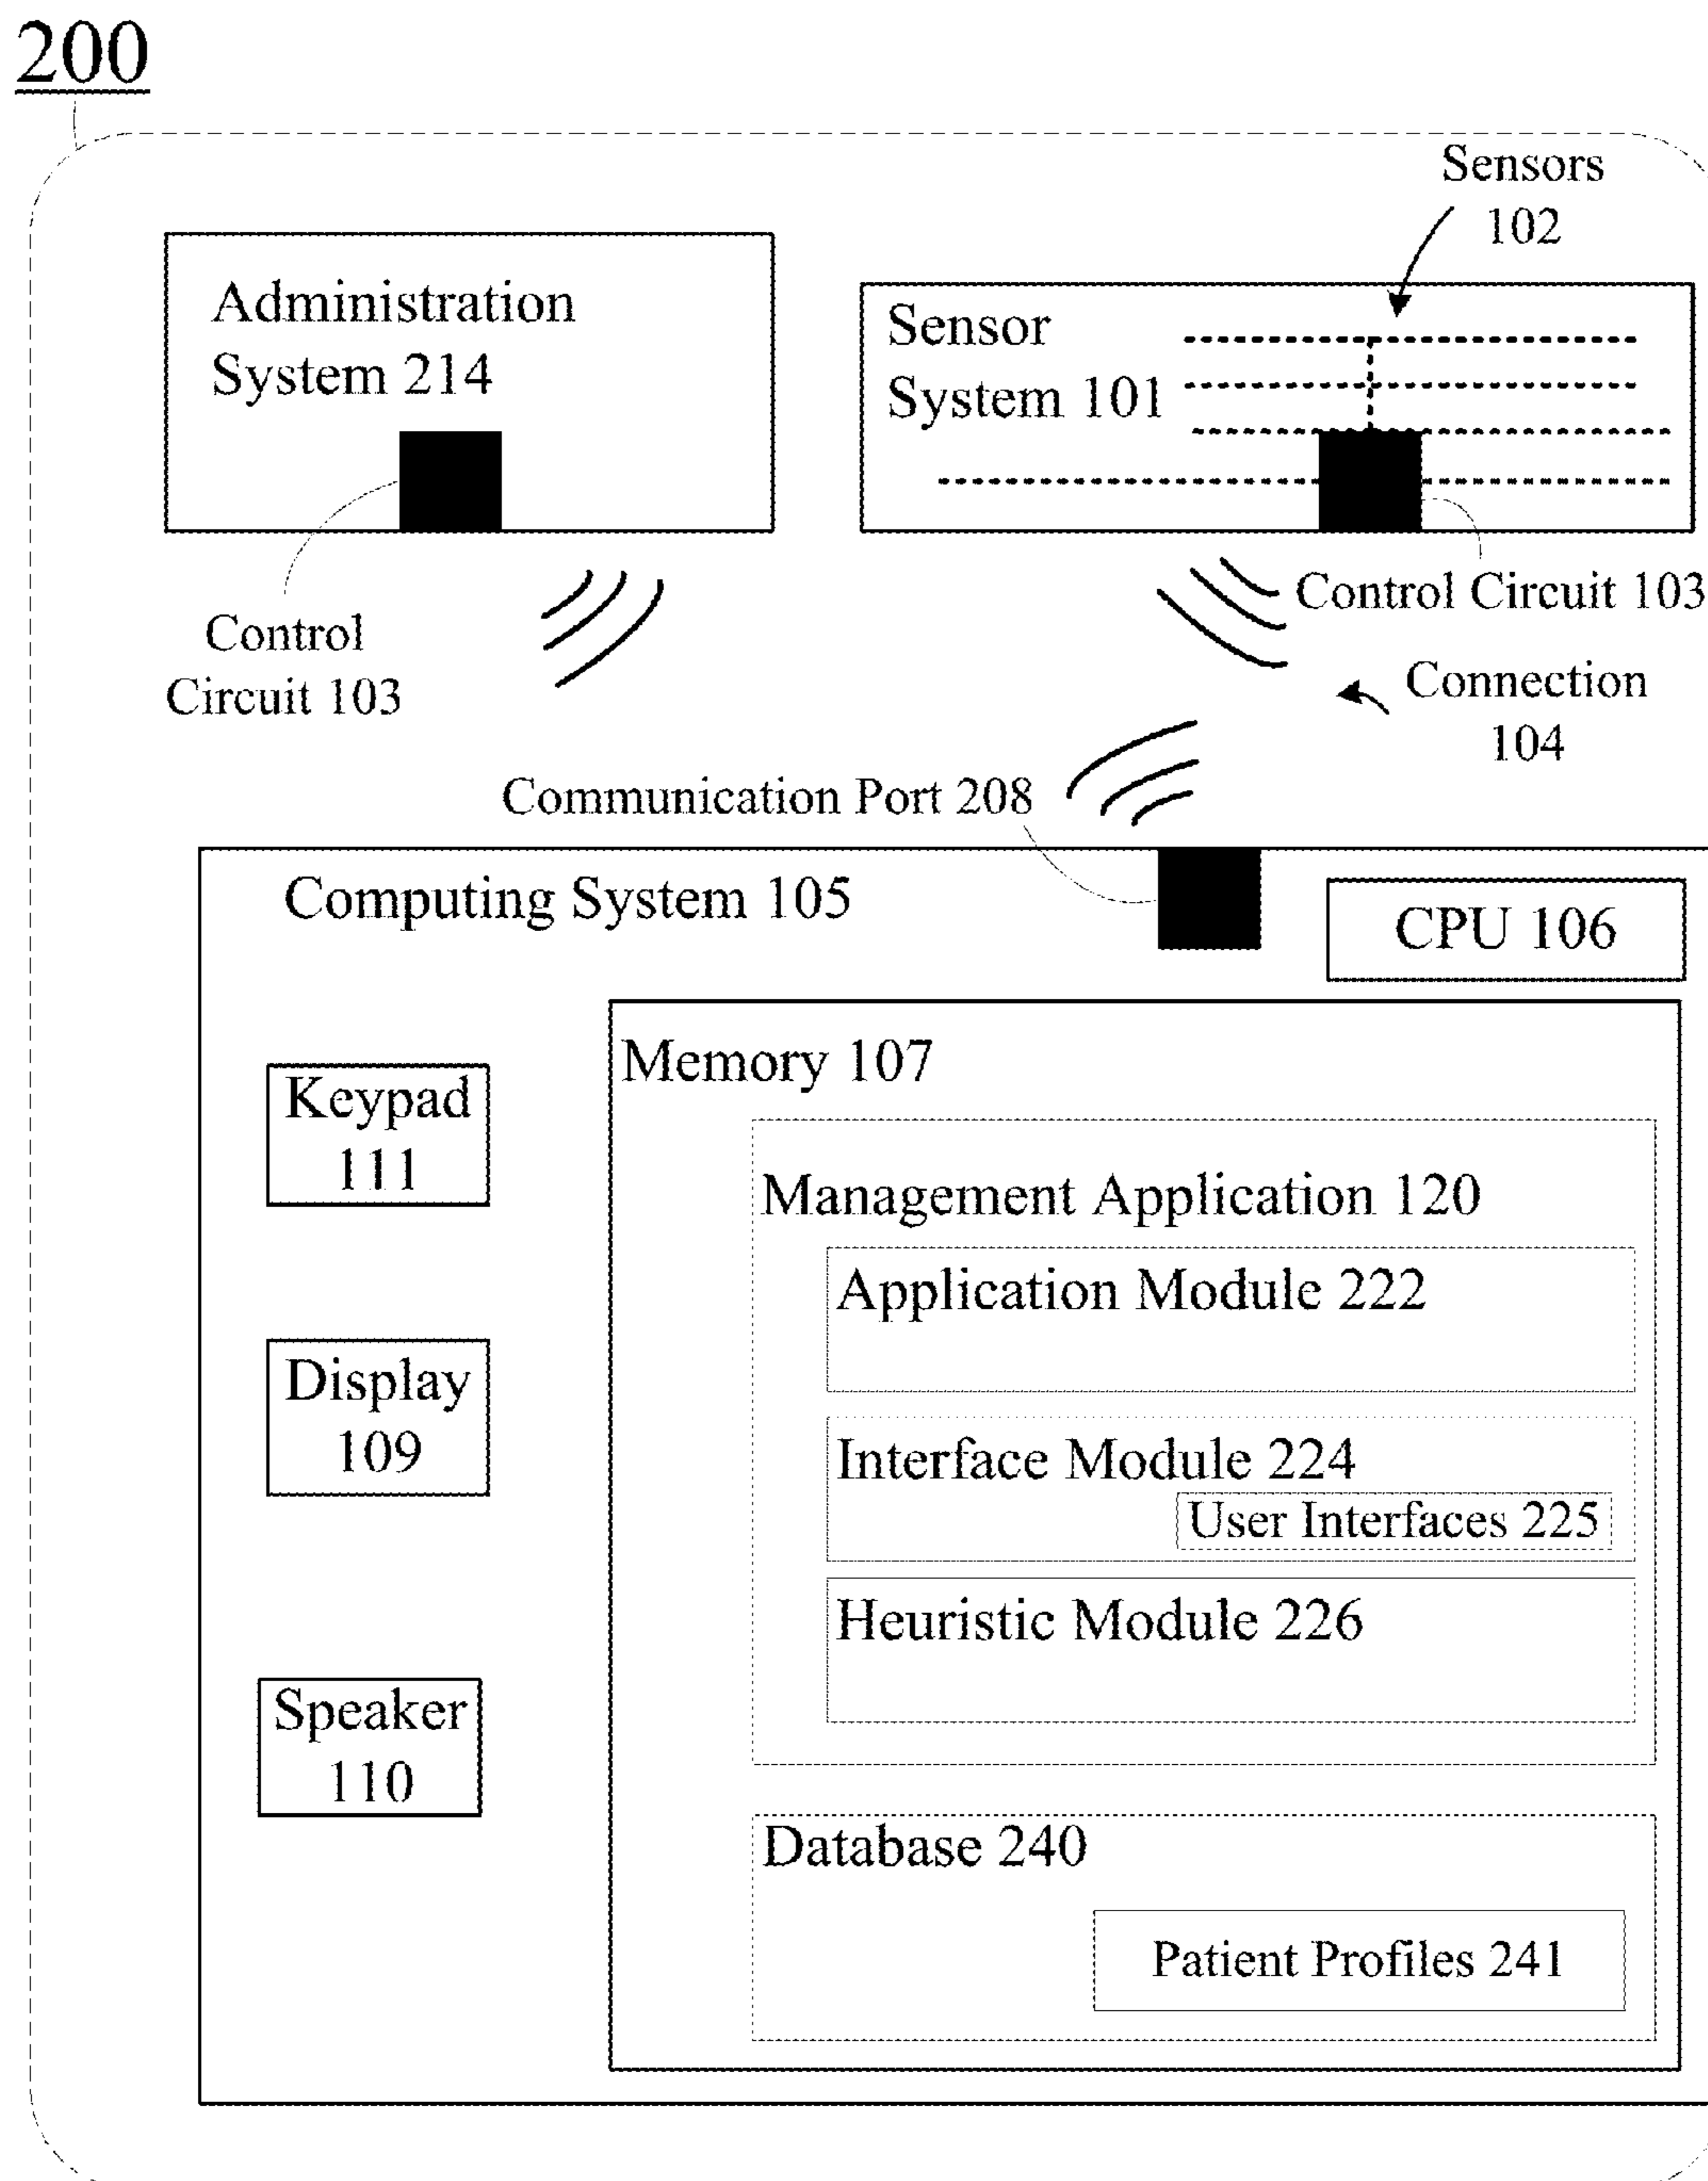 200
Sensors
102
Administration
System 214
Sensor
System 101
Control Circuit 103
Control
Circuit 103
Connection
104
Communication Port 208
Computing System 105
CPU 106
Memory 107
Keypad
111
Management Application 120
Application Module 222
Display
109
Interface Module 224
User Interfaces 225
Heuristic Module 226
Speaker
110
Database 240
Patient Profiles 241